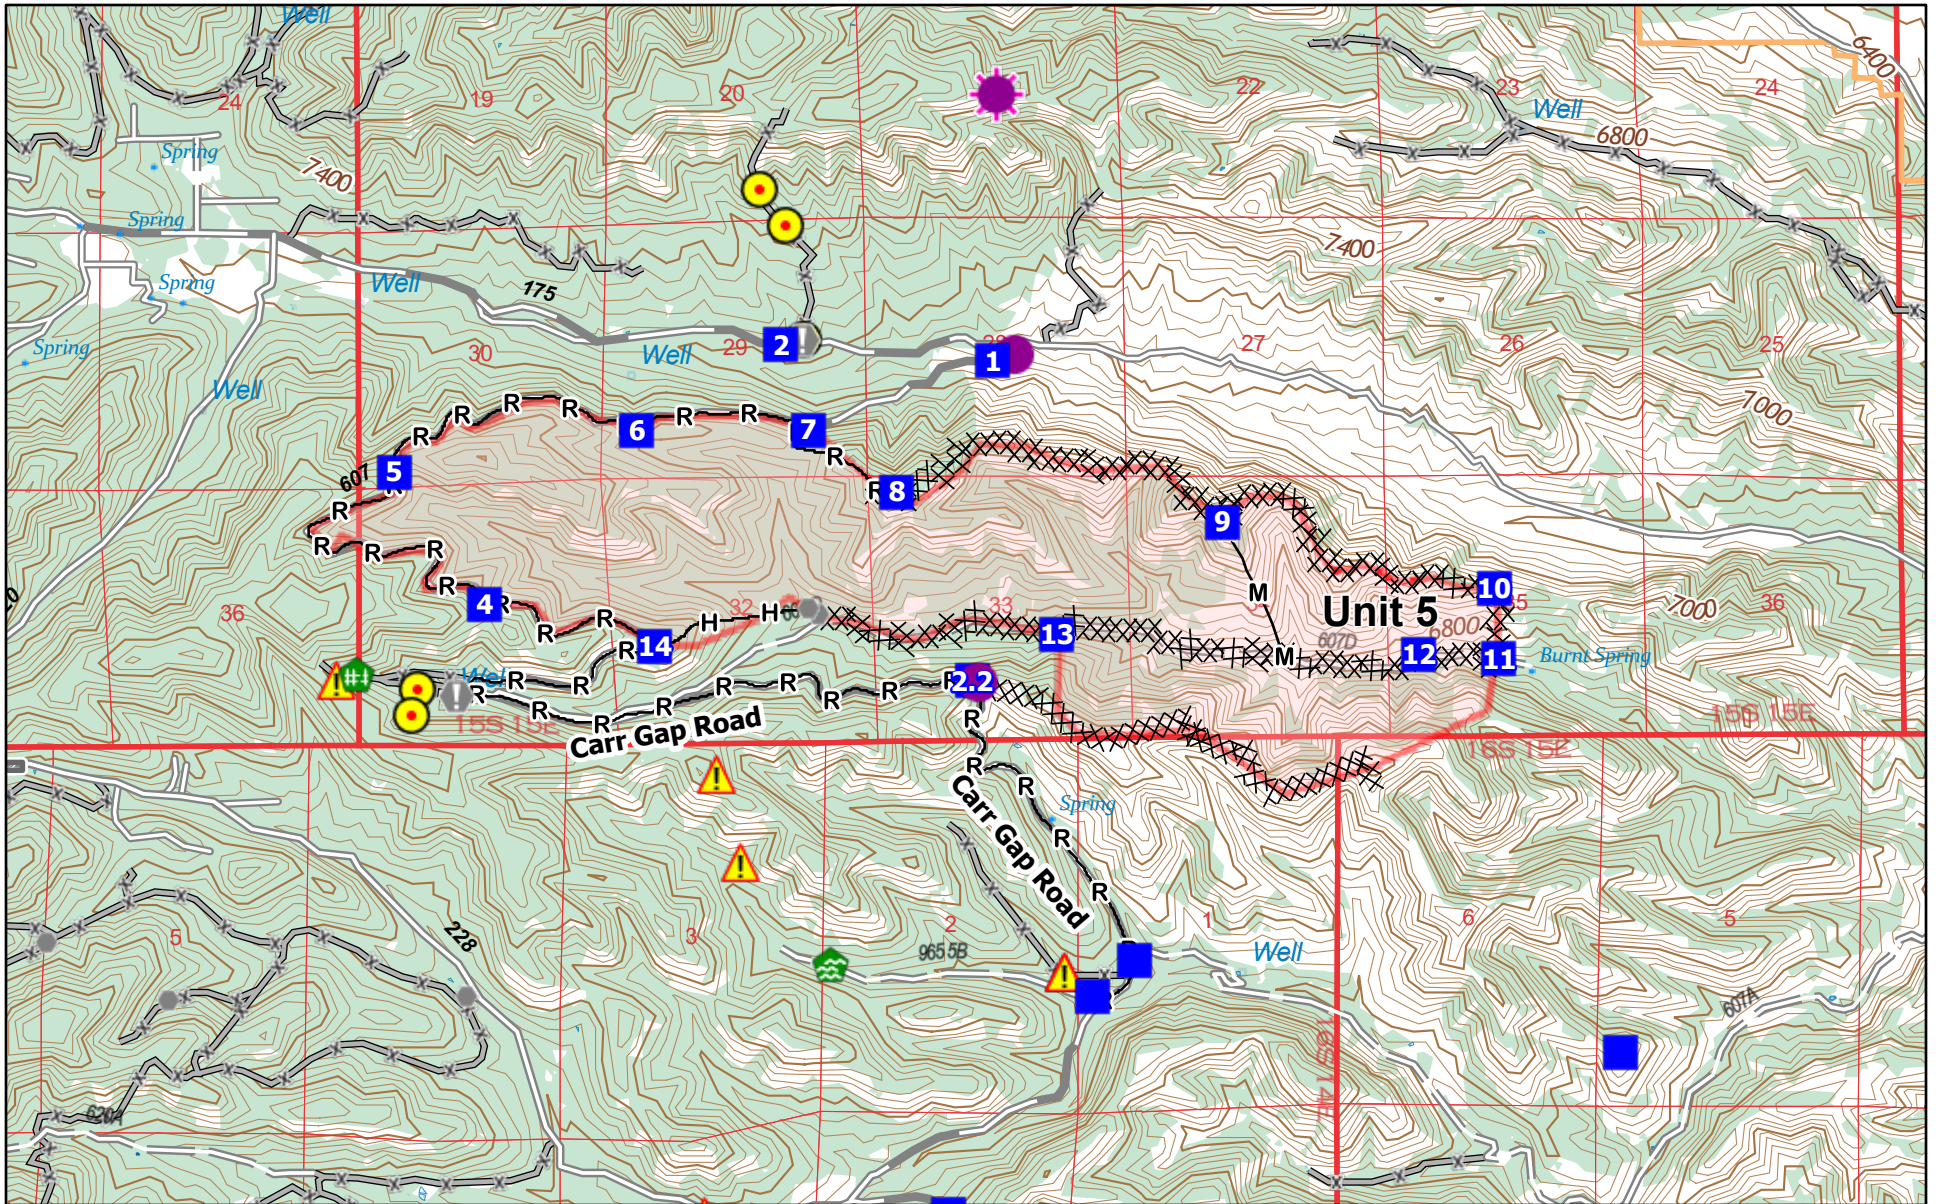 Well
6400
24
19
20
22
23
24
Well
6800
Spring
7400
Spring
7400
Spring
Well
175
Spring
30
Well
29
2
1
27
26
25
Well
7000
R R R R R R
6
7
5
607
R
R
R
8
9
R
R R R
R
M
10
Unit 5
4
R
R
R
R
14
H
32
H
33
13
M
607D
6800
12
11
7000
36
36
Burnt Spring
R
R
R
R
R
R
R
R
R
R
R
2.2
R
Carr Gap Road
15S 15E
15S 15E
16S 15E
R
R
R
Spring
R
Carr Gap Road
R
2
1
6
5
5
3
228
965 5B
Well
607A
16S 14E
620A